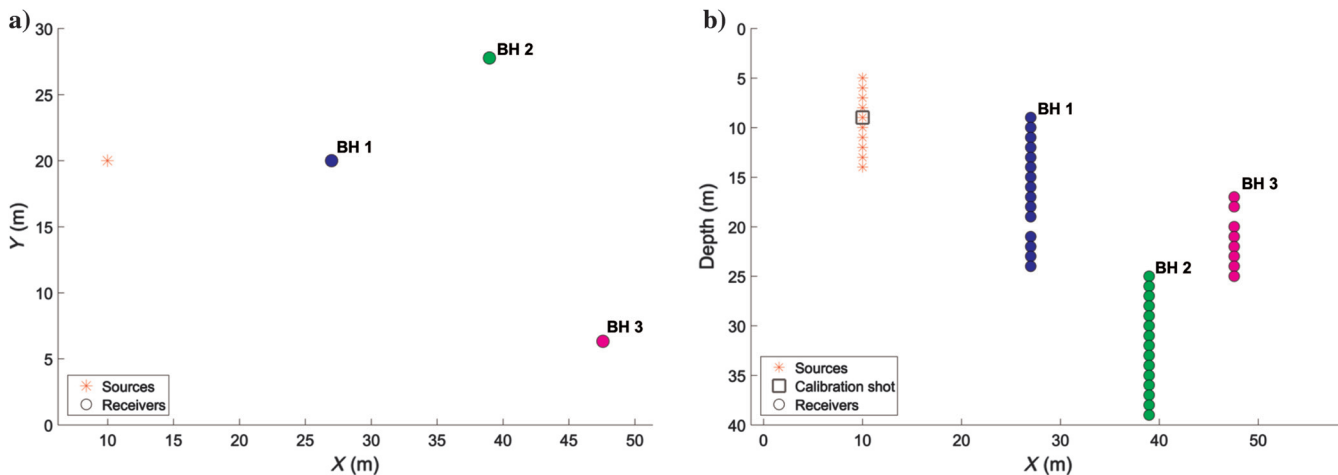 a)
30
25
20
15
10
5
0
Y (m)
BH 2
BH 1
BH 3
Sources
Receivers
10 15 20 25 30 35 40 45 50
X (m)
b)
0
5
10
15
20
25
30
35
40
Depth (m)
BH 1
BH 3
BH 2
Sources
Calibration shot
Receivers
0 10 20 30 40 50
X (m)